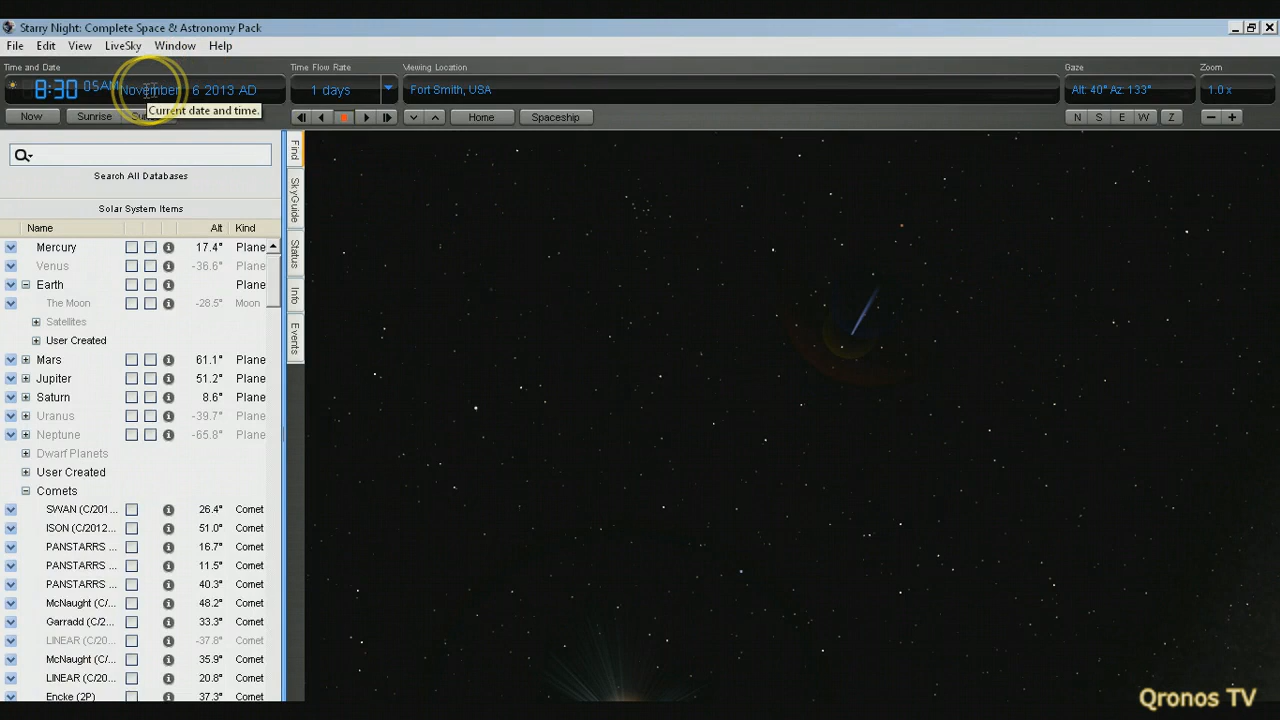 Starry Night: Complete Space & Astronomy Pack
File Edit View LiveSky Window Help
Time and Date Time Flow Rate Viewing Location Gaze Zoom
8:30 05AM November 6 2013 AD 1 days Fort Smith, USA Alt: 40° Az: 133° 1.0 x
Current date and time.
Now Sunrise Home Spaceship N S E W Z
Find
SkyGuide
Status
Info
Events
Search All Databases
Solar System Items
Name Alt Kind
Mercury 17.4° Plane
Venus -36.6° Plane
Earth Plane
The Moon -28.5° Moon
Satellites
User Created
Mars 61.1° Plane
Jupiter 51.2° Plane
Saturn 8.6° Plane
Uranus -39.7° Plane
Neptune -65.8° Plane
Dwarf Planets
User Created
Comets
SWAN (C/201... 26.4° Comet
ISON (C/2012... 51.0° Comet
PANSTARRS ... 16.7° Comet
PANSTARRS ... 11.5° Comet
PANSTARRS ... 40.3° Comet
McNaught (C/... 48.2° Comet
Garradd (C/2... 33.3° Comet
LINEAR (C/20... -37.8° Comet
McNaught (C/... 35.9° Comet
LINEAR (C/20... 20.8° Comet
Encke (2P) 37.3° Comet
Qronos TV